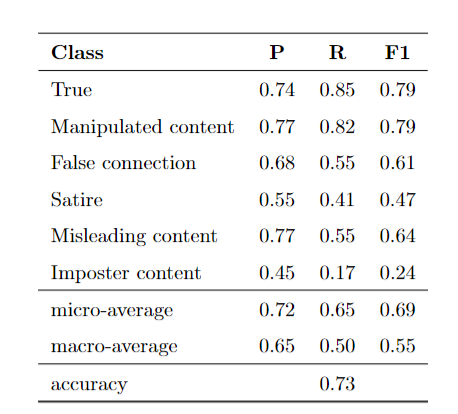 Class P R F1
True 0.74 0.85 0.79
Manipulated content 0.77 0.82 0.79
False connection 0.68 0.55 0.61
Satire 0.55 0.41 0.47
Misleading content 0.77 0.55 0.64
Imposter content 0.45 0.17 0.24
micro-average 0.72 0.65 0.69
macro-average 0.65 0.50 0.55
accuracy 0.73